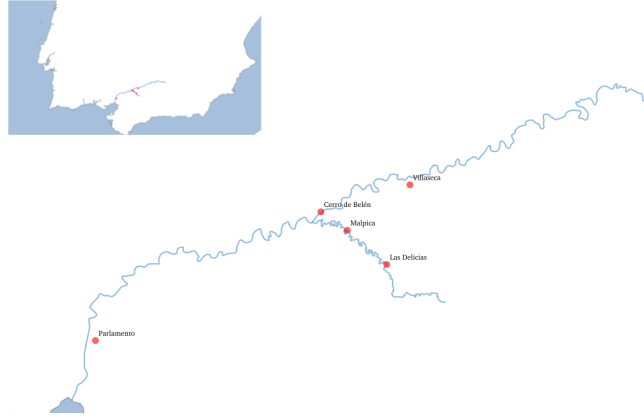 Villaseca
Cerro de Belén
Malpica
Las Delicias
Parlamento